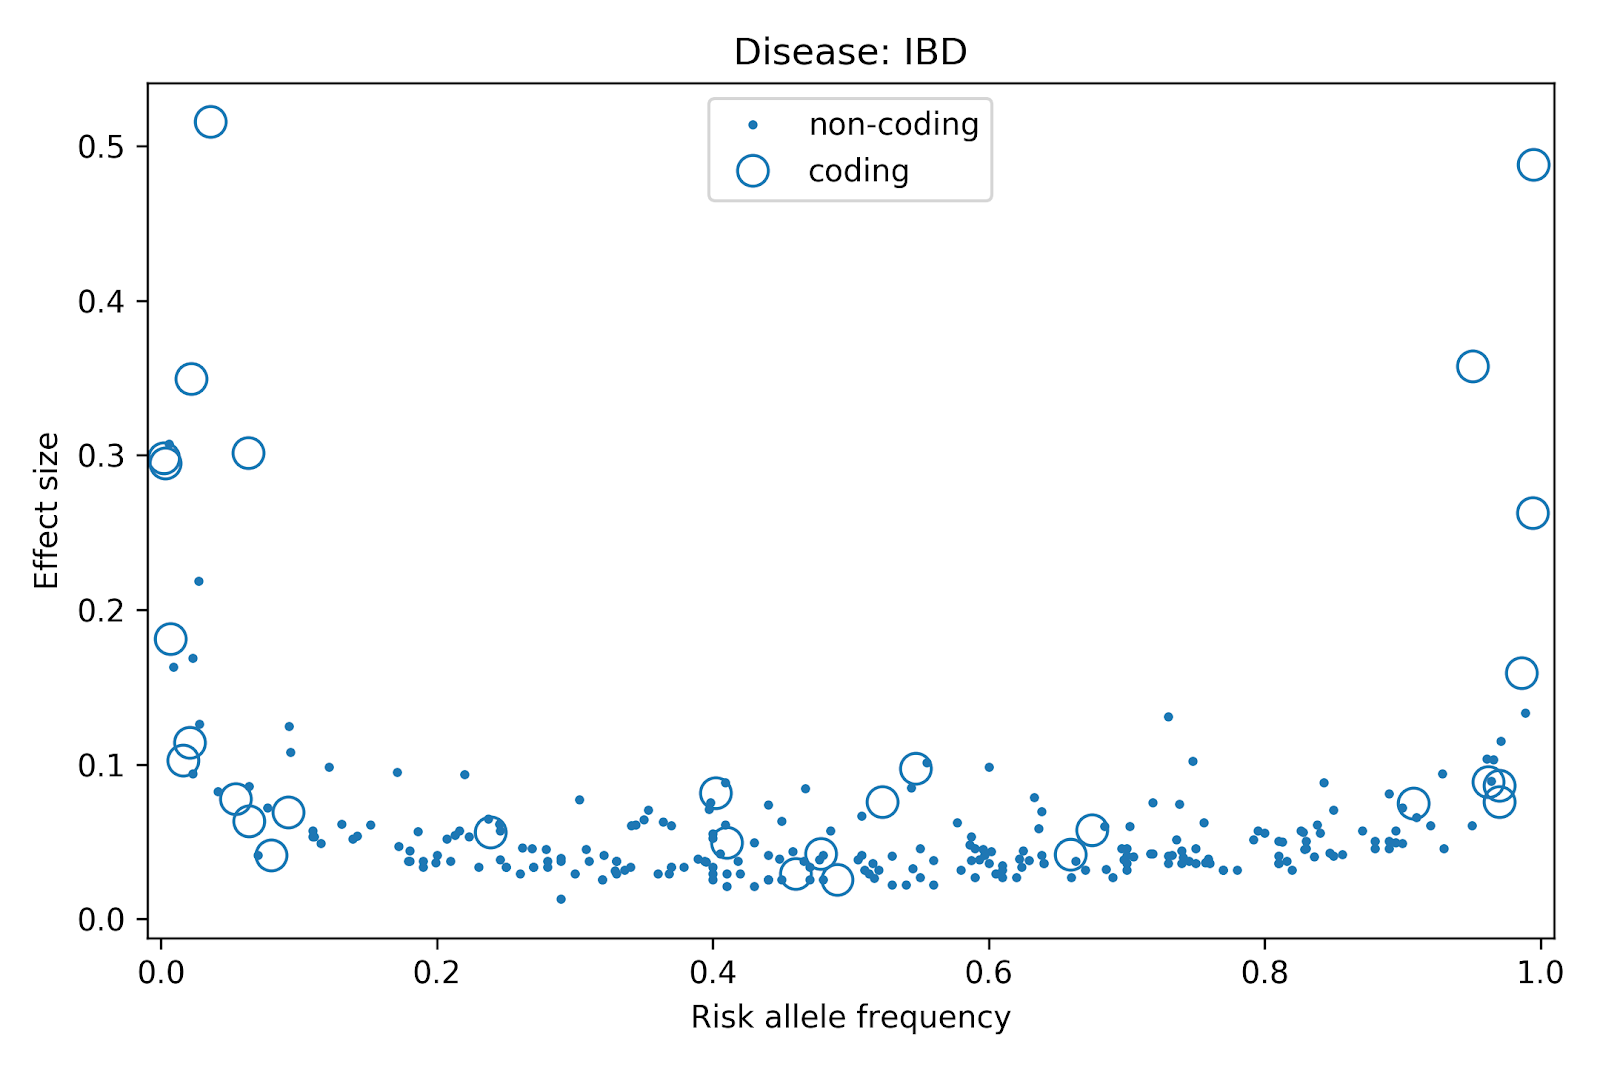 Disease: IBD
non-coding
coding
0.5
0.4
0.3
0.2
0.1
0.0
Effect size
0.0 0.2 0.4 0.6 0.8 1.0
Risk allele frequency